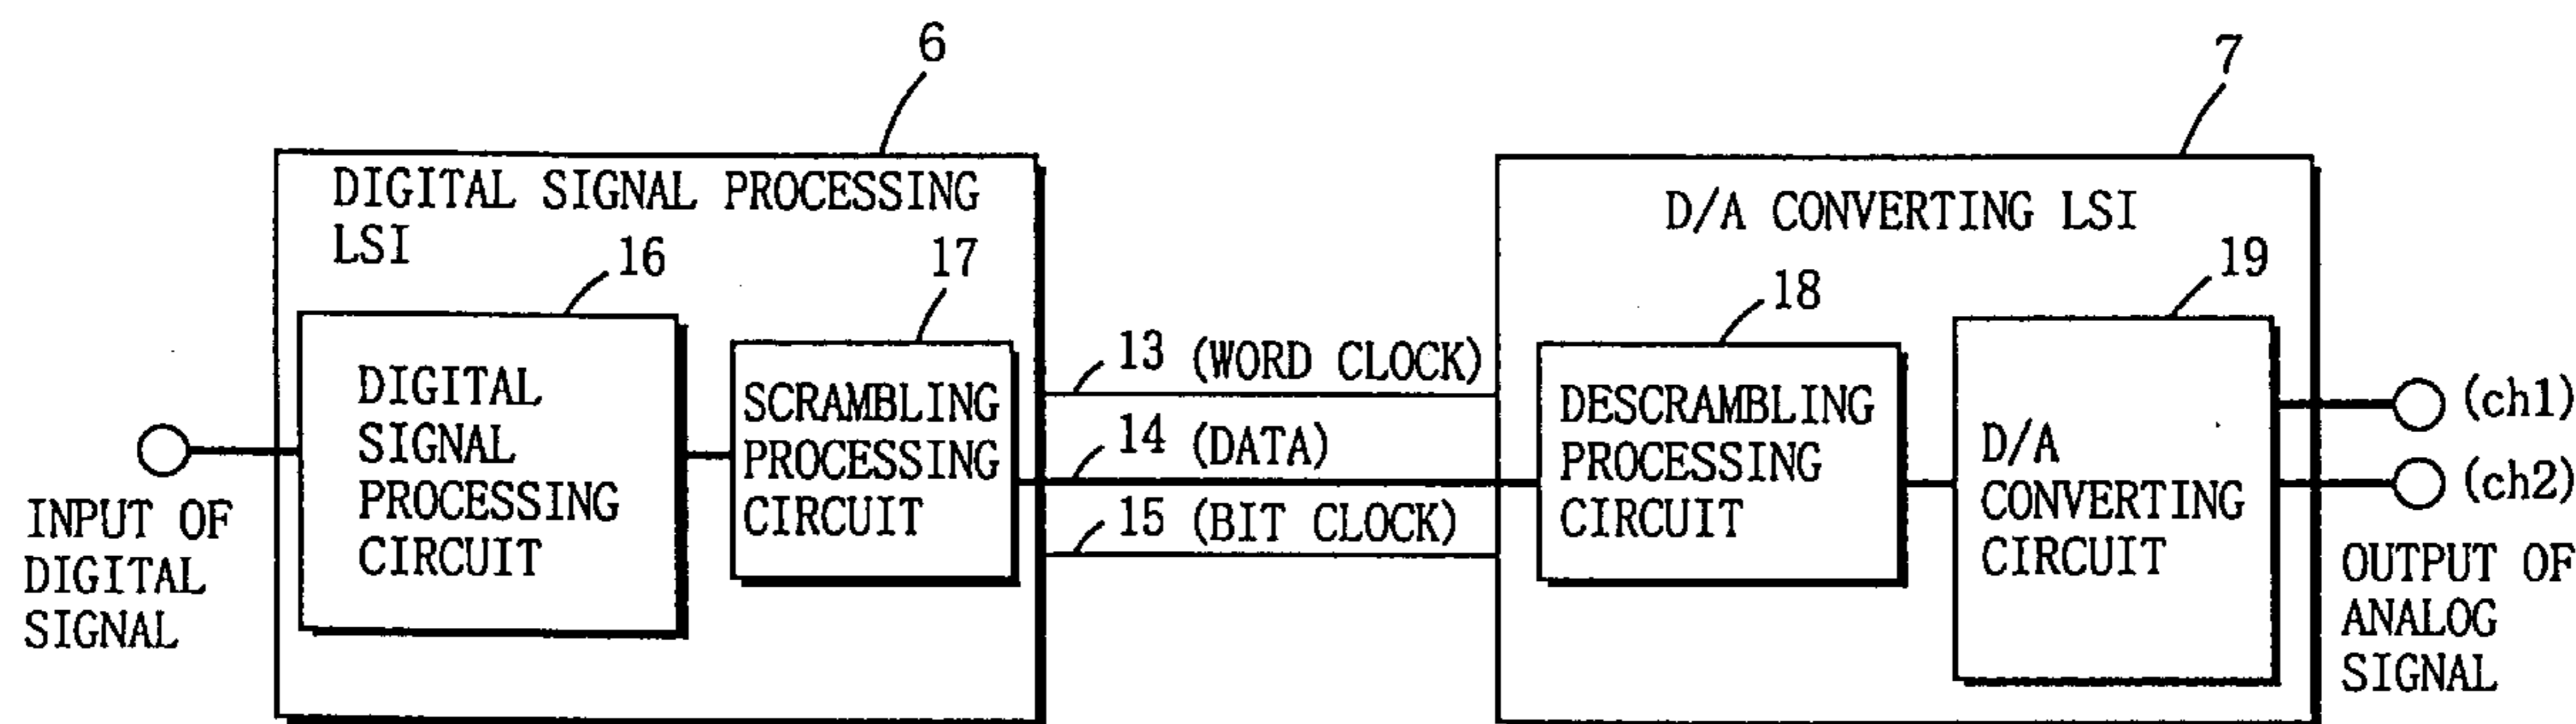 6
7
DIGITAL SIGNAL PROCESSING
LSI
D/A CONVERTING LSI
16
17
18
19
INPUT OF
DIGITAL
SIGNAL
DIGITAL
SIGNAL
PROCESSING
CIRCUIT
SCRAMBLING
PROCESSING
CIRCUIT
13 (WORD CLOCK)
14 (DATA)
15 (BIT CLOCK)
DESCRAMBLING
PROCESSING
CIRCUIT
D/A
CONVERTING
CIRCUIT
(ch1)
(ch2)
OUTPUT OF
ANALOG
SIGNAL